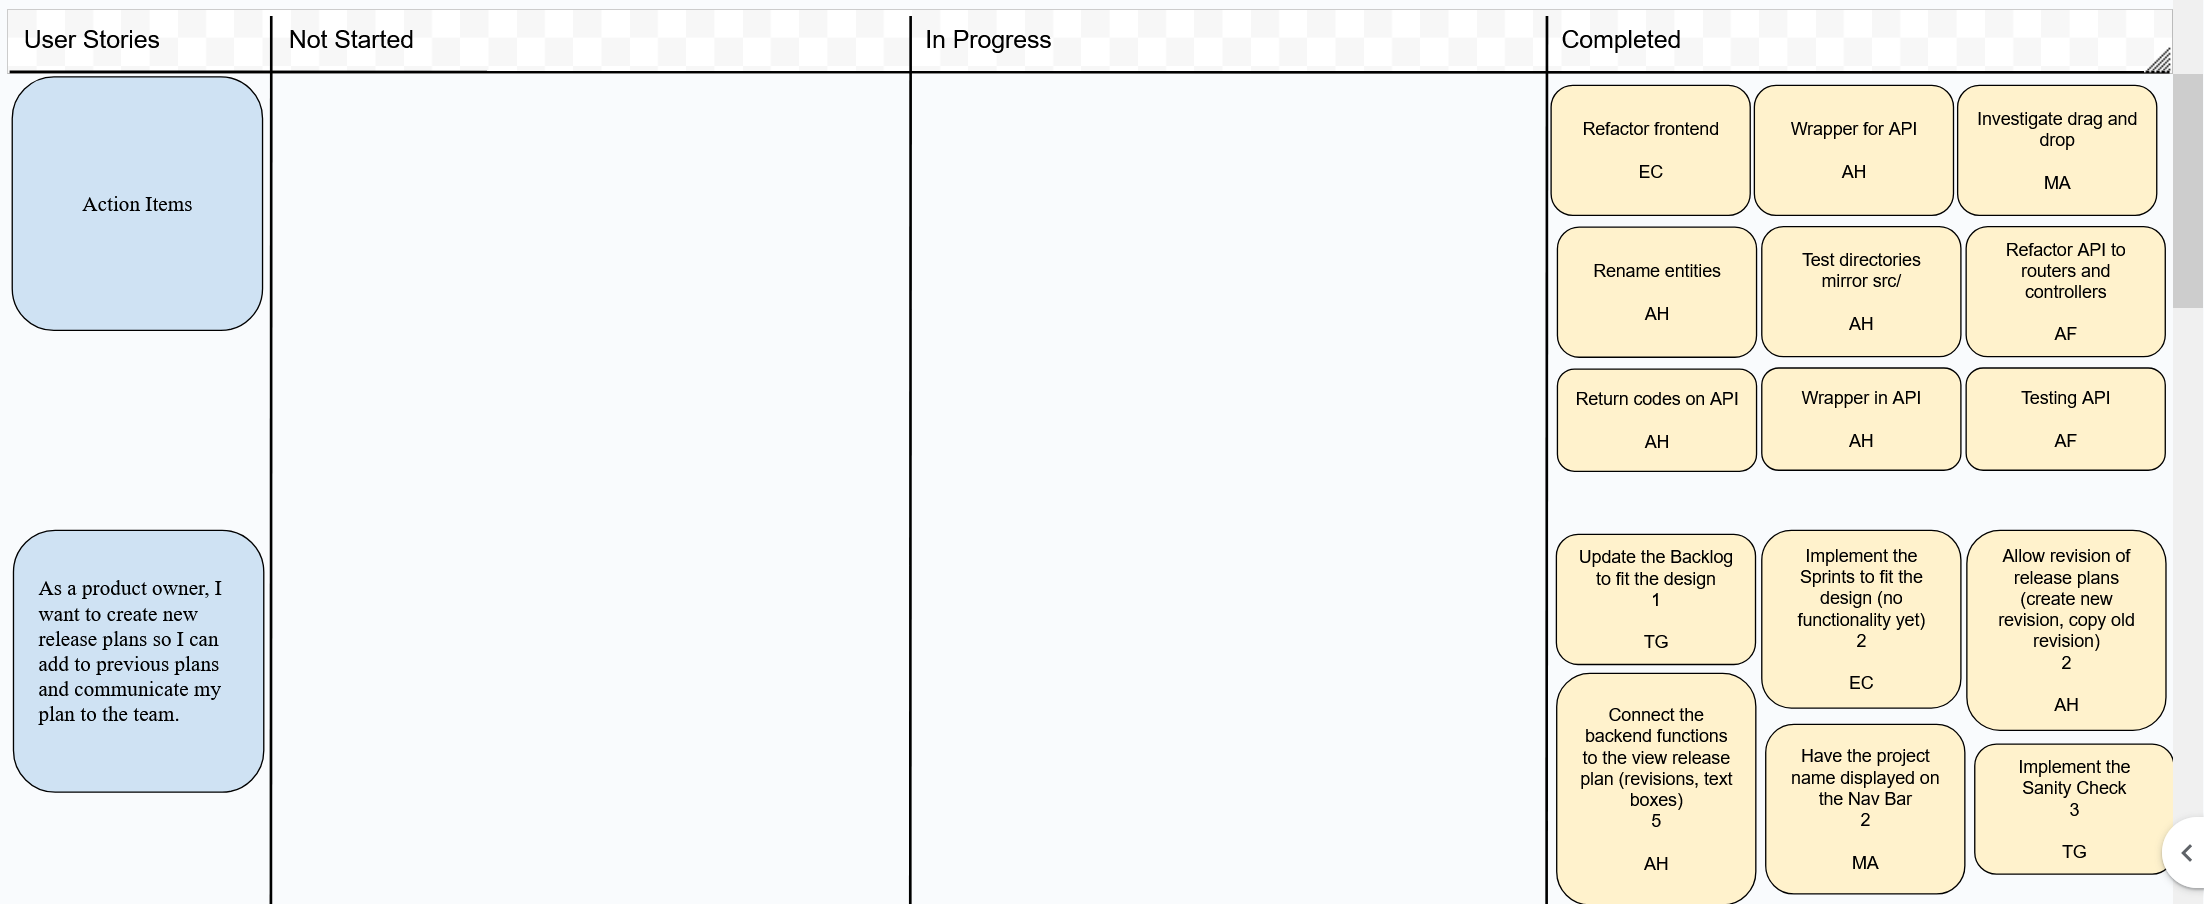 User Stories
Not Started
In Progress
Completed
Action Items
Refactor frontend
EC
Wrapper for API
AH
Investigate drag and
drop
MA
Rename entities
AH
Test directories
mirror src/
AH
Refactor API to
routers and
controllers
AF
Return codes on API
AH
Wrapper in API
AH
Testing API
AF
As a product owner, I
want to create new
release plans so I can
add to previous plans
and communicate my
plan to the team.
Update the Backlog
to fit the design
1
TG
Implement the
Sprints to fit the
design (no
functionality yet)
2
EC
Allow revision of
release plans
(create new
revision, copy old
revision)
2
AH
Connect the
backend functions
to the view release
plan (revisions, text
boxes)
5
AH
Have the project
name displayed on
the Nav Bar
2
MA
Implement the
Sanity Check
3
TG